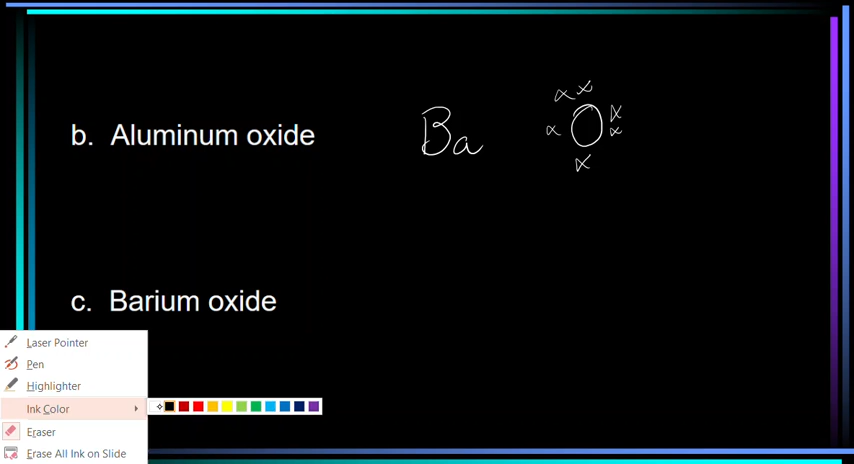 b. Aluminum oxide
Ba
x x
x O x
x
x
c. Barium oxide
Laser Pointer
Pen
Highlighter
Ink Color
Eraser
Erase All Ink on Slide